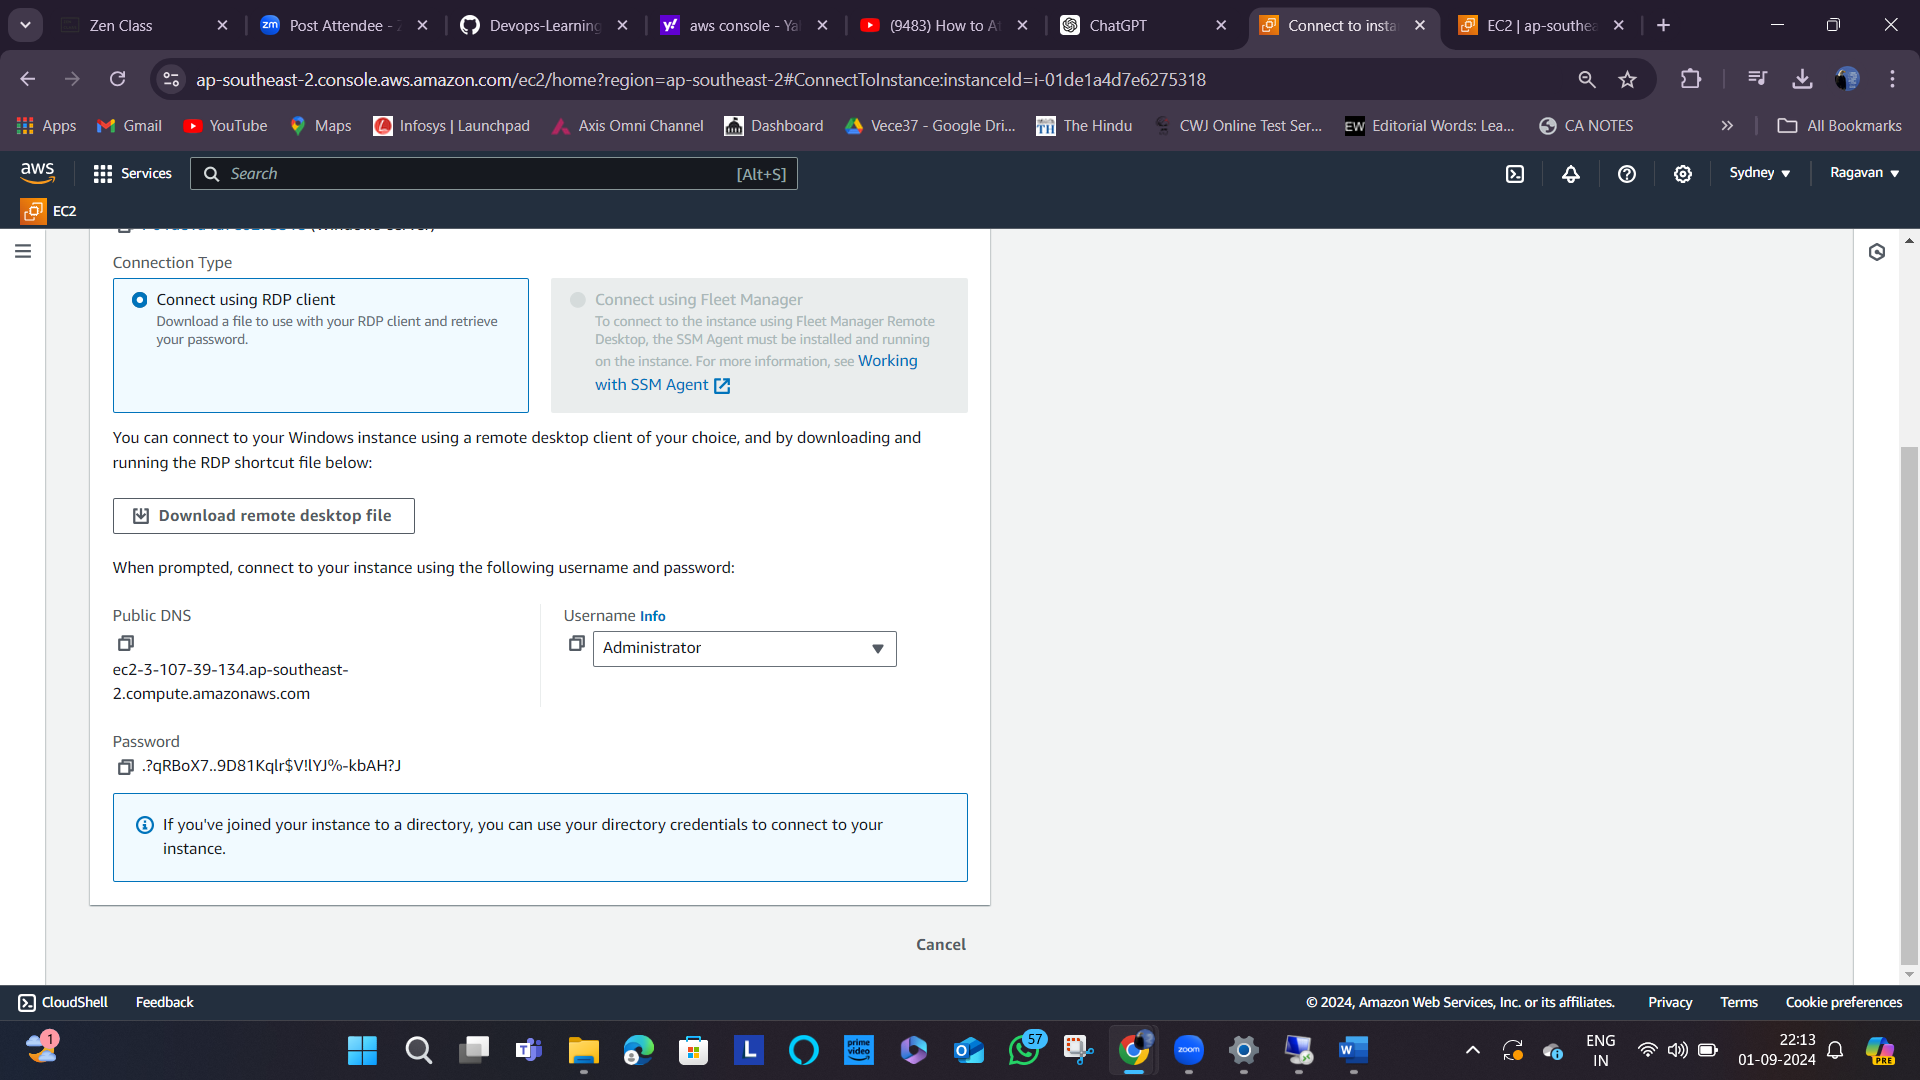 Zen Class
Post Attendee -
Devops-Learning
aws console - Ya
(9483) How to A
ChatGPT
Connect to insta
EC2 | ap-southea
ap-southeast-2.console.aws.amazon.com/ec2/home?region=ap-southeast-2#ConnectToInstance:instanceId=i-01de1a4d7e6275318
Apps
Gmail
YouTube
Maps
Infosys | Launchpad
Axis Omni Channel
Dashboard
Vece37 - Google Dri...
The Hindu
CWJ Online Test Ser...
EW
Editorial Words: Lea...
CA NOTES
All Bookmarks
aws
Services
Search
[Alt+S]
Sydney
Ragavan
EC2
Connection Type
Connect using RDP client
Download a file to use with your RDP client and retrieve
your password.
Connect using Fleet Manager
To connect to the instance using Fleet Manager Remote
Desktop, the SSM Agent must be installed and running
on the instance. For more information, see Working
with SSM Agent
You can connect to your Windows instance using a remote desktop client of your choice, and by downloading and
running the RDP shortcut file below:
Download remote desktop file
When prompted, connect to your instance using the following username and password:
Public DNS
ec2-3-107-39-134.ap-southeast-
2.compute.amazonaws.com
Username Info
Administrator
Password
.?qRBoX7..9D81Kqlr$V!lYJ%-kbAH?J
If you've joined your instance to a directory, you can use your directory credentials to connect to your
instance.
Cancel
CloudShell
Feedback
© 2024, Amazon Web Services, Inc. or its affiliates.
Privacy
Terms
Cookie preferences
1
prime
video
57
zoom
ENG
IN
22:13
01-09-2024
PRE